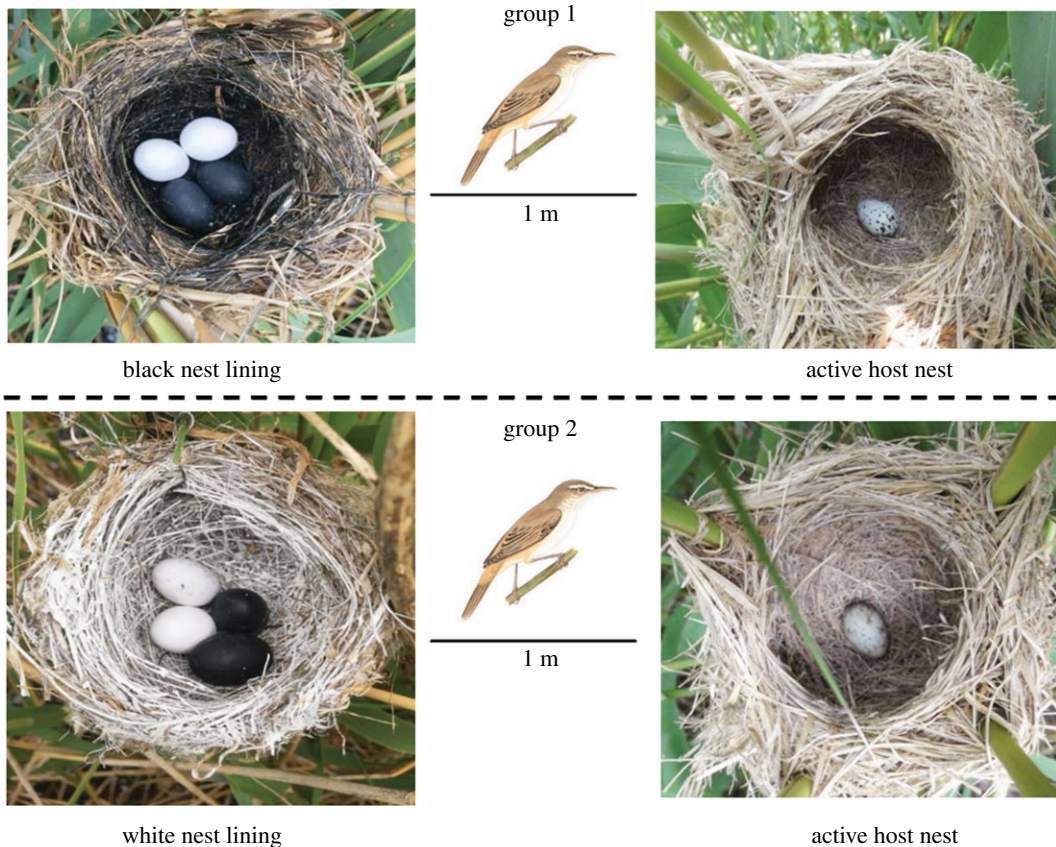 group 1
1 m
black nest lining
active host nest
group 2
1 m
white nest lining
active host nest